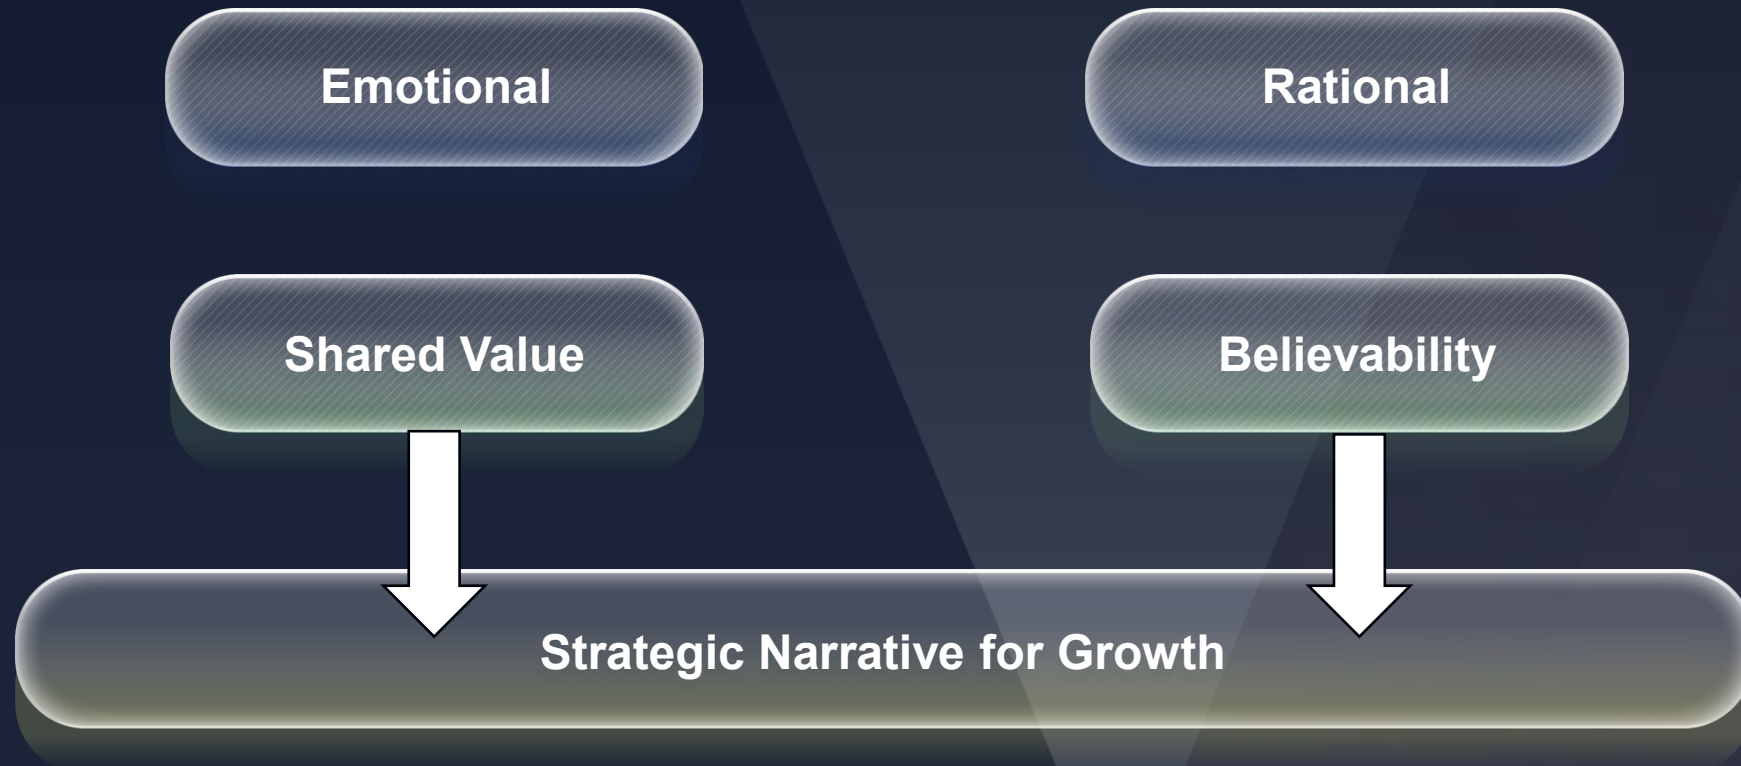 Emotional
Rational
Shared Value
Believability
Strategic Narrative for Growth